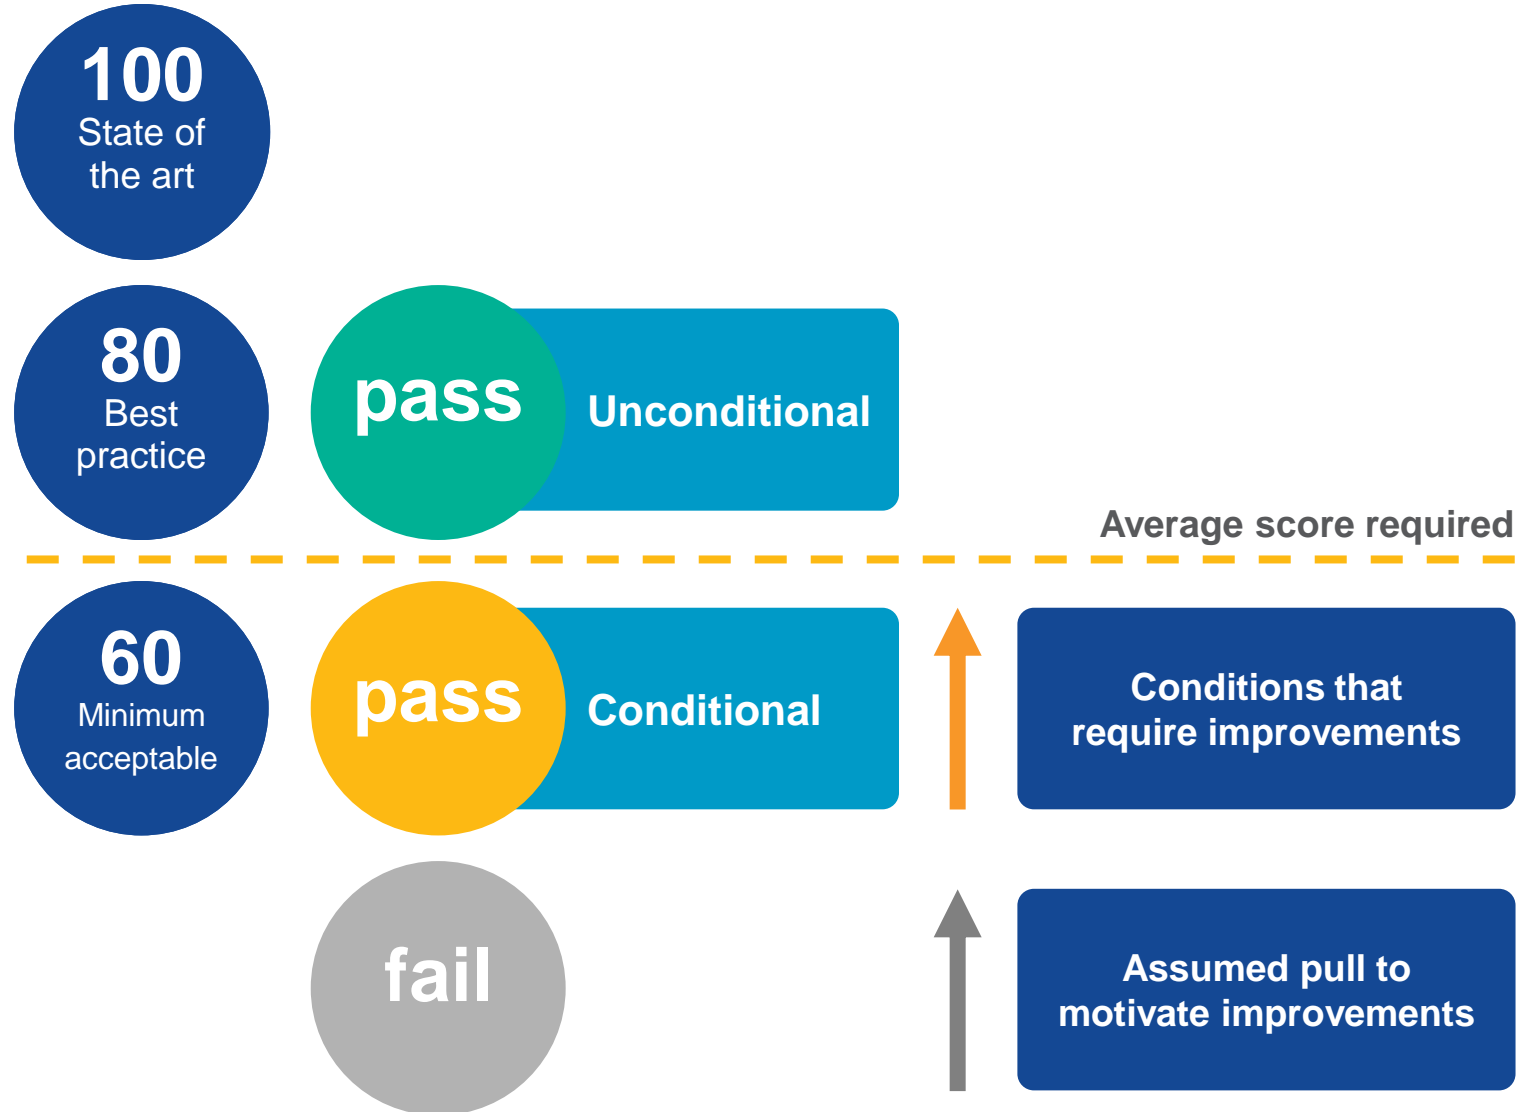 100
State of
the art
80
Best
practice
pass
Unconditional
Average score required
60
Minimum
acceptable
pass
Conditional
Conditions that
require improvements
fail
Assumed pull to
motivate improvements